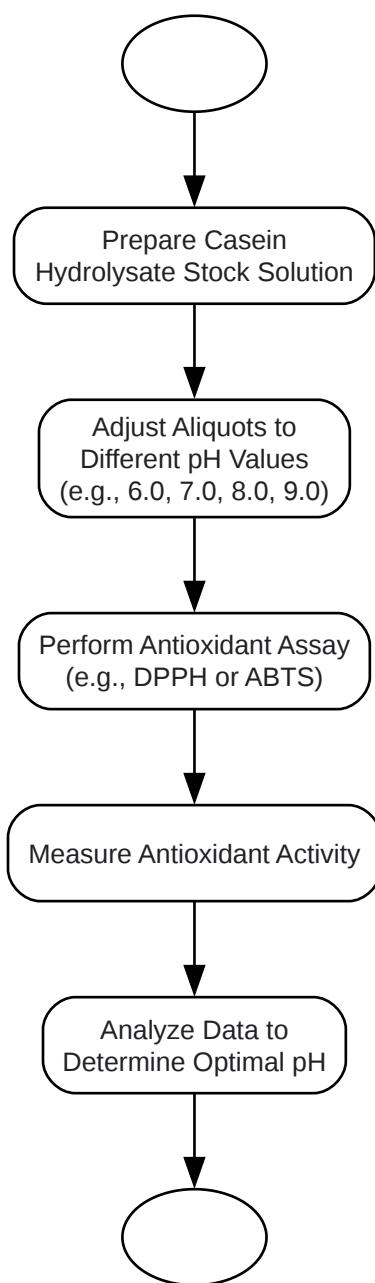 Prepare Casein
Hydrolysate Stock Solution
Adjust Aliquots to
Different pH Values
(e.g., 6.0, 7.0, 8.0, 9.0)
Perform Antioxidant Assay
(e.g., DPPH or ABTS)
Measure Antioxidant Activity
Analyze Data to
Determine Optimal pH